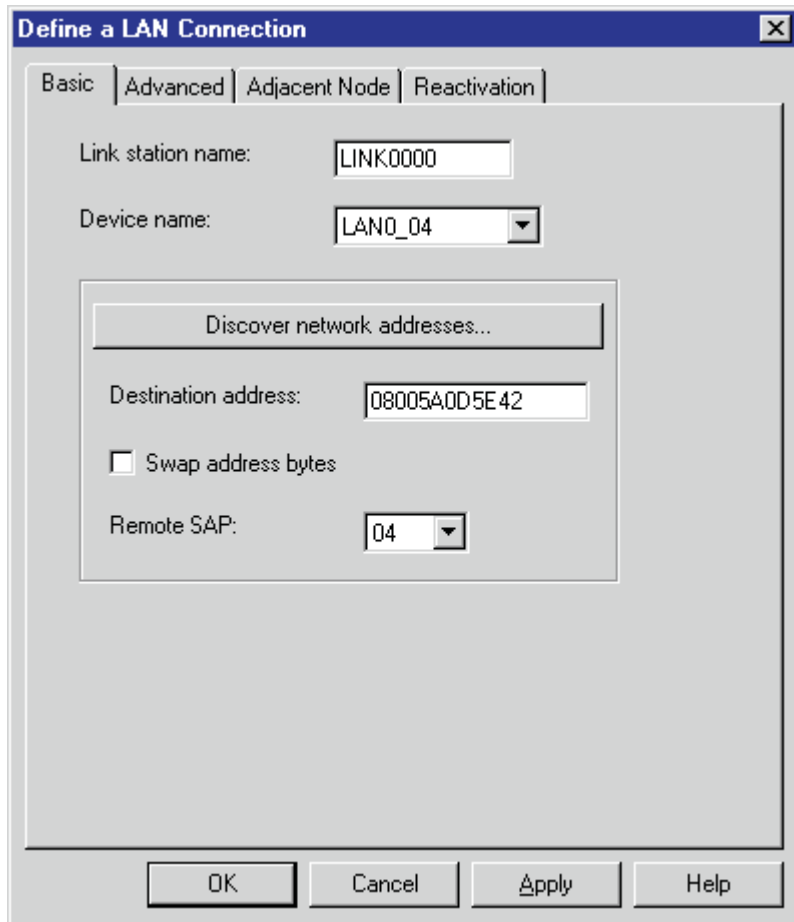 Define a LAN Connection
Basic Advanced Adjacent Node Reactivation
Link station name: LINK0000
Device name: LAN0_04
Discover network addresses...
Destination address: 08005A0D5E42
Swap address bytes
Remote SAP: 04
OK Cancel Apply Help